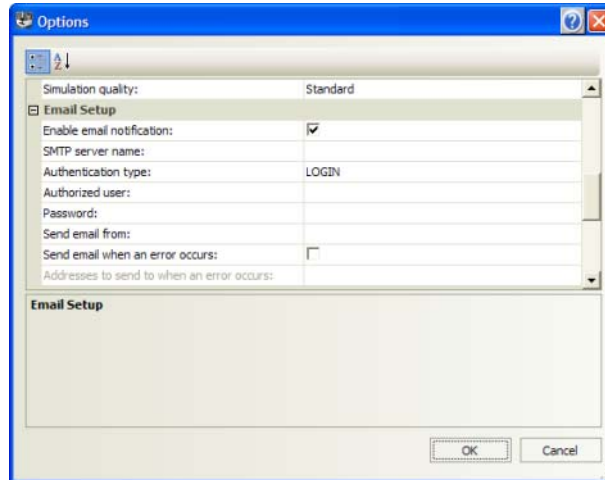 Options
Simulation quality: Standard
Email Setup
Enable email notification:
SMTP server name:
Authentication type: LOGIN
Authorized user:
Password:
Send email from:
Send email when an error occurs:
Addresses to send to when an error occurs:
Email Setup
OK Cancel